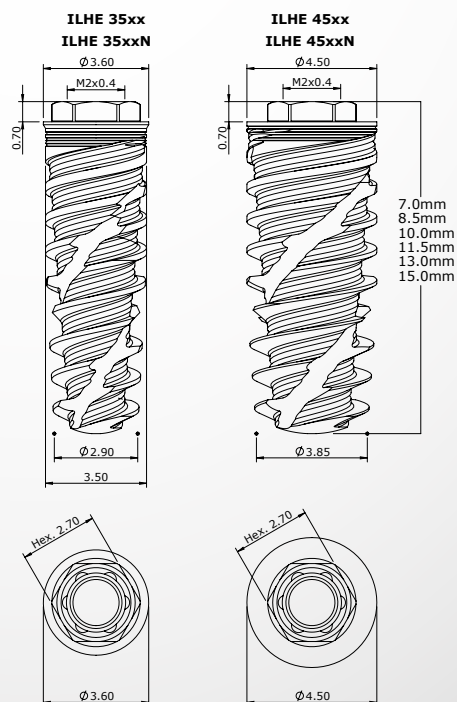 ILHE 35xx
ILHE 35xxN
Ø3.60
M2x0.4
0.70
Ø2.90
3.50
Hex. 2.70
Ø3.60
ILHE 45xx
ILHE 45xxN
Ø4.50
M2x0.4
0.70
7.0mm
8.5mm
10.0mm
11.5mm
13.0mm
15.0mm
Ø3.85
Hex. 2.70
Ø4.50